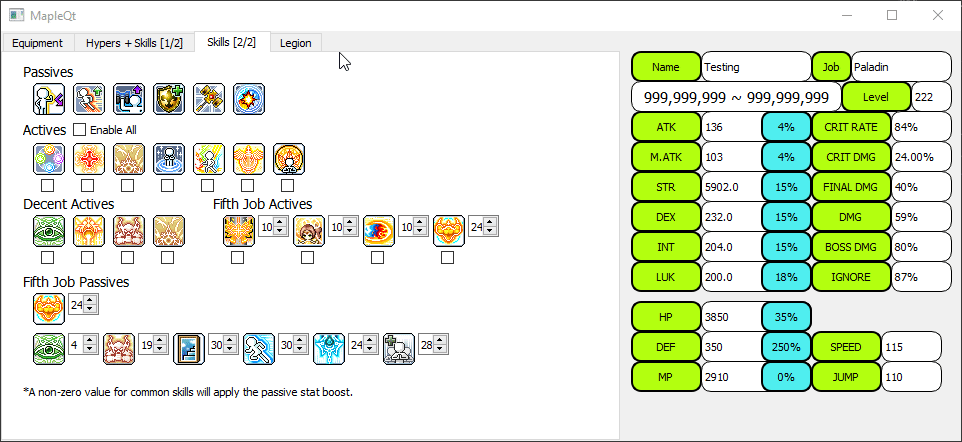 MapleQt
Equipment Hypers + Skills [1/2] Skills [2/2] Legion
Passives
Actives Enable All
Decent Actives Fifth Job Actives
10 10 10 24
Fifth Job Passives
24
4 19 30 30 24 28
*A non-zero value for common skills will apply the passive stat boost.
Name Testing Job Paladin
999,999,999 ~ 999,999,999 Level 222
ATK 136 4% CRIT RATE 84%
M.ATK 103 4% CRIT DMG 24.00%
STR 5902.0 15% FINAL DMG 40%
DEX 232.0 15% DMG 59%
INT 204.0 15% BOSS DMG 80%
LUK 200.0 18% IGNORE 87%
HP 3850 35%
DEF 350 250% SPEED 115
MP 2910 0% JUMP 110